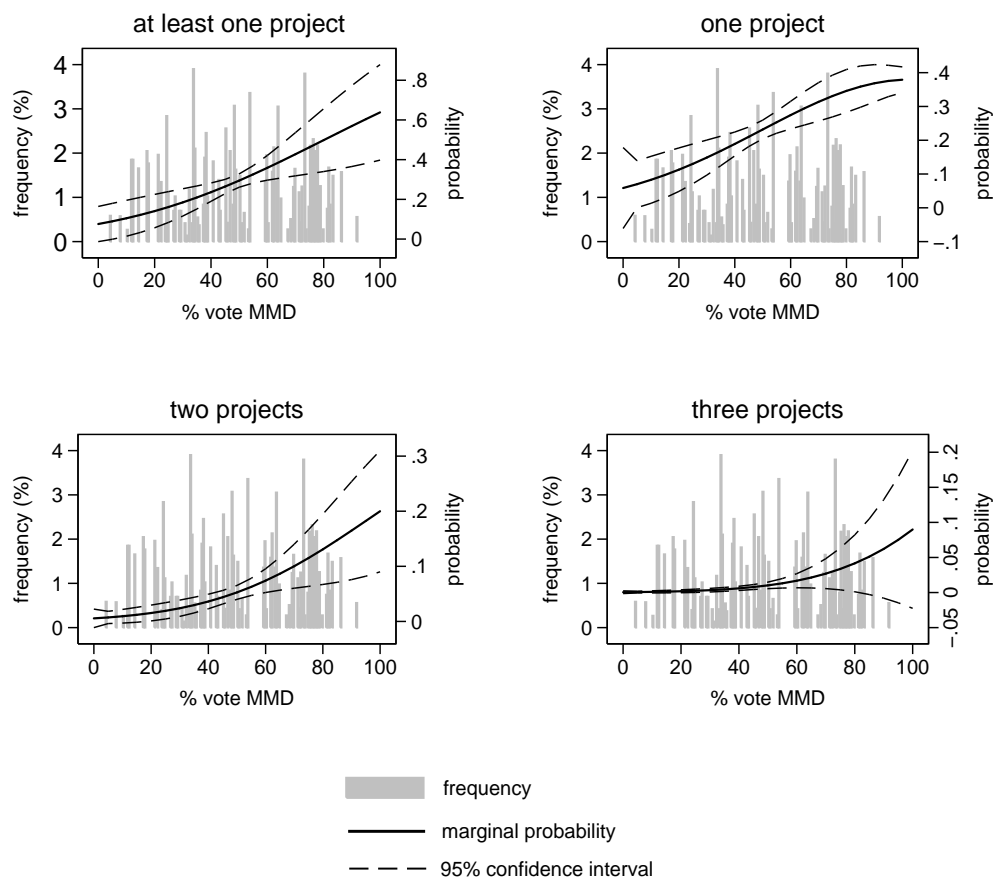 at least one project
frequency (%)
0 1 2 3 4
0 .2 .4 .6 .8
probability
0 20 40 60 80 100
% vote MMD
one project
frequency (%)
0 1 2 3 4
-.1 0 .1 .2 .3 .4
probability
0 20 40 60 80 100
% vote MMD
two projects
frequency (%)
0 1 2 3 4
0 .1 .2 .3
probability
0 20 40 60 80 100
% vote MMD
three projects
frequency (%)
0 1 2 3 4
-.05 0 .05 .1 .15 .2
probability
0 20 40 60 80 100
% vote MMD
frequency
marginal probability
95% confidence interval